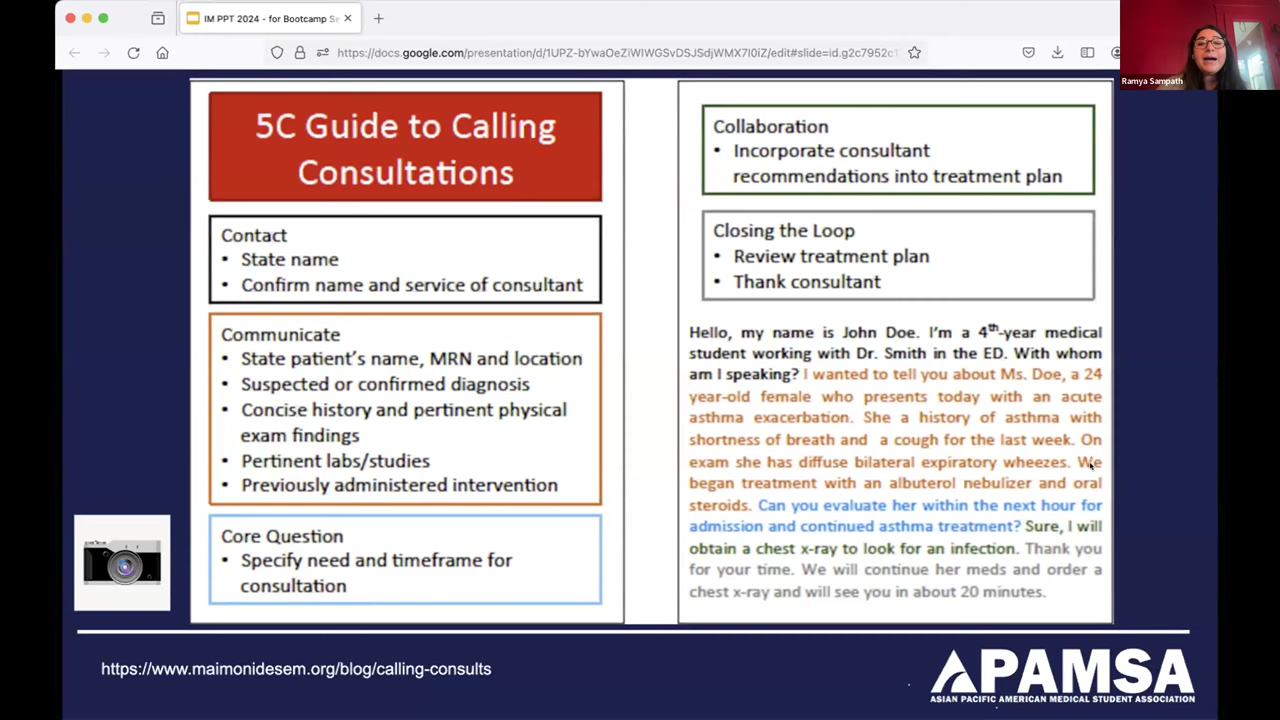 IM PPT 2024 - for Bootcamp Se
https://docs.google.com/presentation/d/1UPZ-bYwaOeZiWIWGSvDSJSdjWMX7l0iZ/edit#slide=id.g2c7952c1
Ramya Sampath
5C Guide to Calling
Consultations
Contact
• State name
• Confirm name and service of consultant
Communicate
• State patient's name, MRN and location
• Suspected or confirmed diagnosis
• Concise history and pertinent physical
exam findings
• Pertinent labs/studies
• Previously administered intervention
Core Question
• Specify need and timeframe for
consultation
Collaboration
• Incorporate consultant
recommendations into treatment plan
Closing the Loop
• Review treatment plan
• Thank consultant
Hello, my name is John Doe. I'm a 4th-year medical
student working with Dr. Smith in the ED. With whom
am I speaking? I wanted to tell you about Ms. Doe, a 24
year-old female who presents today with an acute
asthma exacerbation. She a history of asthma with
shortness of breath and a cough for the last week. On
exam she has diffuse bilateral expiratory wheezes. We
began treatment with an albuterol nebulizer and oral
steroids. Can you evaluate her within the next hour for
admission and continued asthma treatment? Sure, I will
obtain a chest x-ray to look for an infection. Thank you
for your time. We will continue her meds and order a
chest x-ray and will see you in about 20 minutes.
https://www.maimonidesem.org/blog/calling-consults
APAMSA
ASIAN PACIFIC AMERICAN MEDICAL STUDENT ASSOCIATION